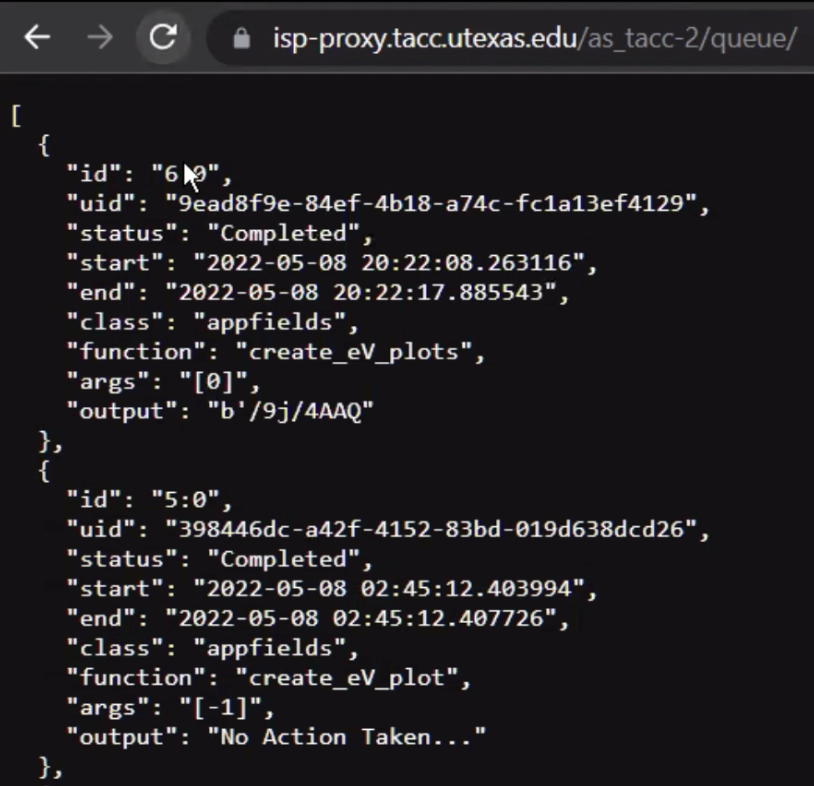 isp-proxy.tacc.utexas.edu/as_tacc-2/queue/
[
{
"id": "6:0",
"uid": "9ead8f9e-84ef-4b18-a74c-fc1a13ef4129",
"status": "Completed",
"start": "2022-05-08 20:22:08.263116",
"end": "2022-05-08 20:22:17.885543",
"class": "appfields",
"function": "create_eV_plots",
"args": "[0]",
"output": "b'/9j/4AAQ"
},
{
"id": "5:0",
"uid": "398446dc-a42f-4152-83bd-019d638dcd26",
"status": "Completed",
"start": "2022-05-08 02:45:12.403994",
"end": "2022-05-08 02:45:12.407726",
"class": "appfields",
"function": "create_eV_plot",
"args": "[-1]",
"output": "No Action Taken..."
},